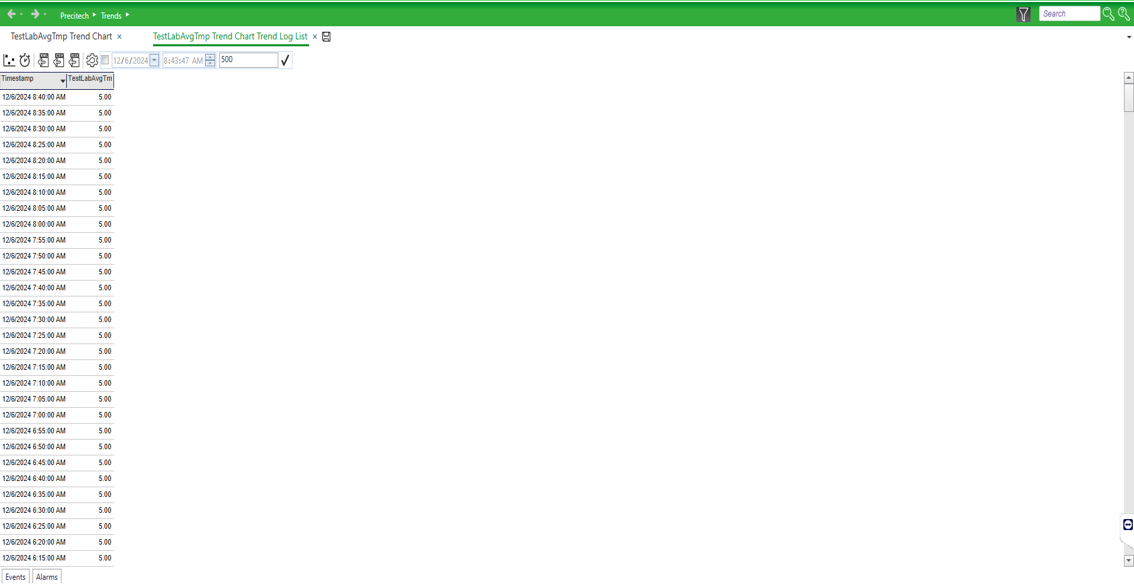 Precitech Trends Search
TestLabAvgTmp Trend Chart × TestLabAvgTmp Trend Chart Trend Log List ×
12/6/2024 8:43:47 AM 500
Timestamp TestLabAvgTm
12/6/2024 8:40:00 AM 5.00
12/6/2024 8:35:00 AM 5.00
12/6/2024 8:30:00 AM 5.00
12/6/2024 8:25:00 AM 5.00
12/6/2024 8:20:00 AM 5.00
12/6/2024 8:15:00 AM 5.00
12/6/2024 8:10:00 AM 5.00
12/6/2024 8:05:00 AM 5.00
12/6/2024 8:00:00 AM 5.00
12/6/2024 7:55:00 AM 5.00
12/6/2024 7:50:00 AM 5.00
12/6/2024 7:45:00 AM 5.00
12/6/2024 7:40:00 AM 5.00
12/6/2024 7:35:00 AM 5.00
12/6/2024 7:30:00 AM 5.00
12/6/2024 7:25:00 AM 5.00
12/6/2024 7:20:00 AM 5.00
12/6/2024 7:15:00 AM 5.00
12/6/2024 7:10:00 AM 5.00
12/6/2024 7:05:00 AM 5.00
12/6/2024 7:00:00 AM 5.00
12/6/2024 6:55:00 AM 5.00
12/6/2024 6:50:00 AM 5.00
12/6/2024 6:45:00 AM 5.00
12/6/2024 6:40:00 AM 5.00
12/6/2024 6:35:00 AM 5.00
12/6/2024 6:30:00 AM 5.00
12/6/2024 6:25:00 AM 5.00
12/6/2024 6:20:00 AM 5.00
12/6/2024 6:15:00 AM 5.00
Events Alarms